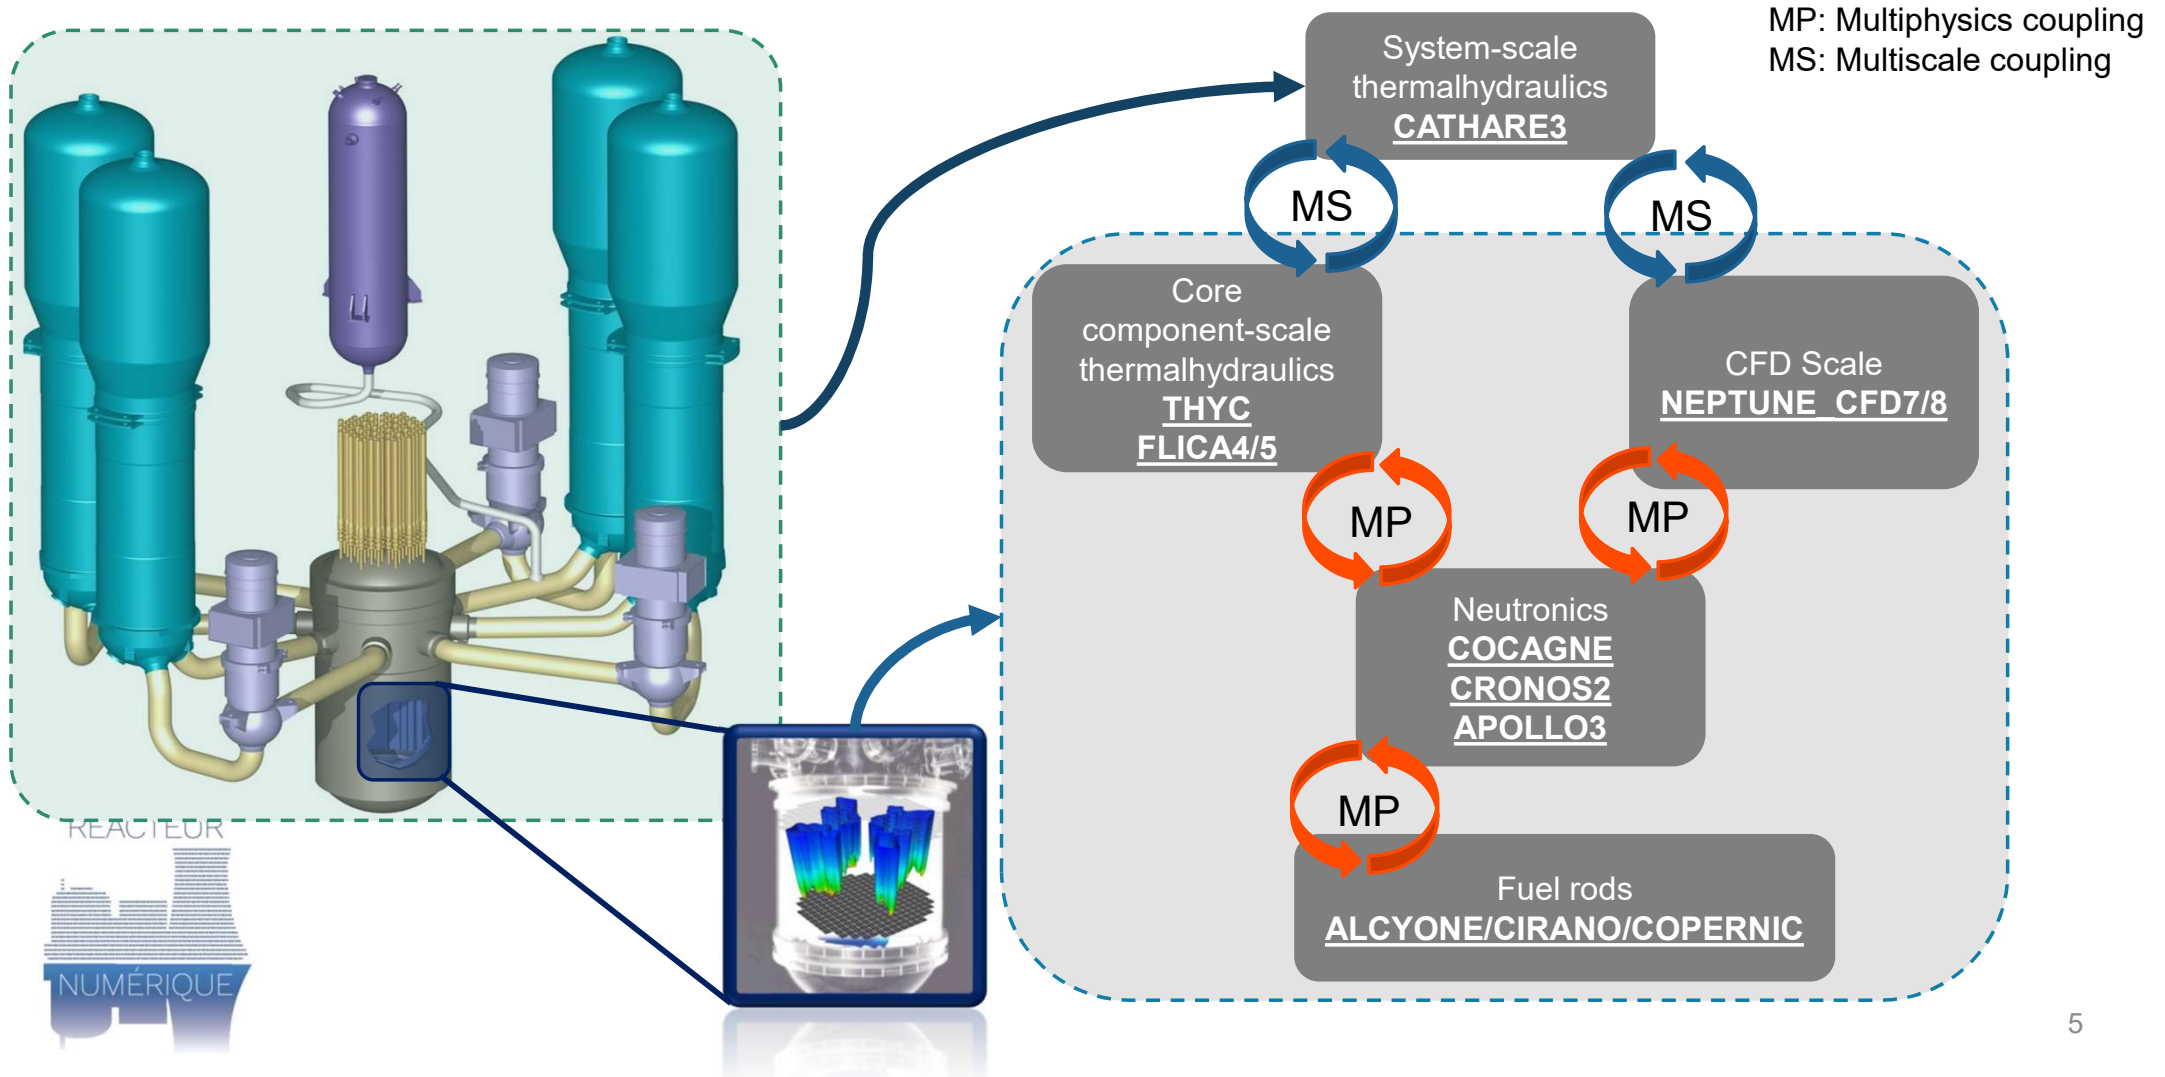 MP: Multiphysics coupling
MS: Multiscale coupling
System-scale
thermalhydraulics
CATHARE3
MS
MS
Core
component-scale
thermalhydraulics
THYC
FLICA4/5
CFD Scale
NEPTUNE_CFD7/8
MP
MP
Neutronics
COCAGNE
CRONOS2
APOLLO3
MP
Fuel rods
ALCYONE/CIRANO/COPERNIC
REACTEUR
NUMÉRIQUE
5